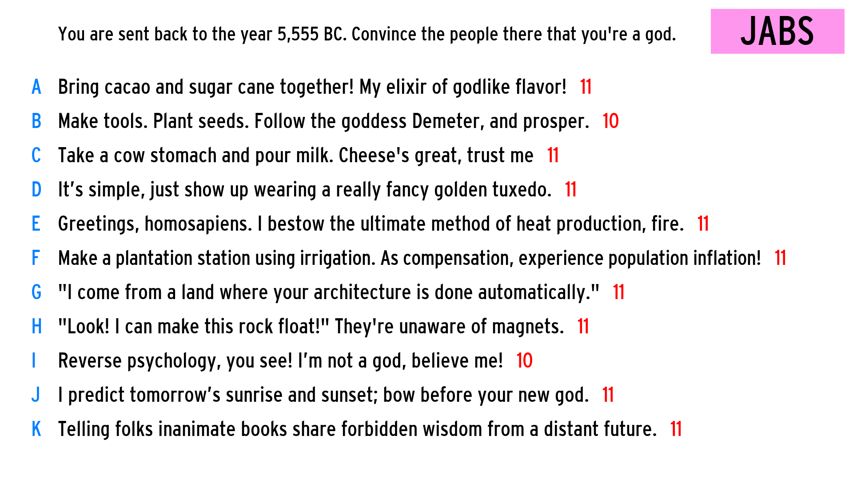 You are sent back to the year 5,555 BC. Convince the people there that you're a god.
JABS
A Bring cacao and sugar cane together! My elixir of godlike flavor! 11
B Make tools. Plant seeds. Follow the goddess Demeter, and prosper. 10
C Take a cow stomach and pour milk. Cheese's great, trust me 11
D It’s simple, just show up wearing a really fancy golden tuxedo. 11
E Greetings, homosapiens. I bestow the ultimate method of heat production, fire. 11
F Make a plantation station using irrigation. As compensation, experience population inflation! 11
G "I come from a land where your architecture is done automatically." 11
H "Look! I can make this rock float!" They're unaware of magnets. 11
I Reverse psychology, you see! I’m not a god, believe me! 10
J I predict tomorrow’s sunrise and sunset; bow before your new god. 11
K Telling folks inanimate books share forbidden wisdom from a distant future. 11